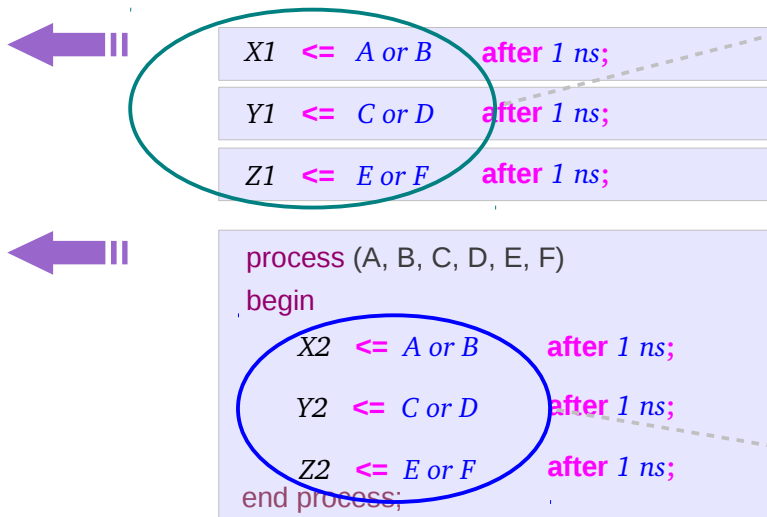 X1 <= A or B after 1 ns;
Y1 <= C or D after 1 ns;
Z1 <= E or F after 1 ns;
process (A, B, C, D, E, F)
begin
X2 <= A or B after 1 ns;
Y2 <= C or D after 1 ns;
Z2 <= E or F after 1 ns;
end process;